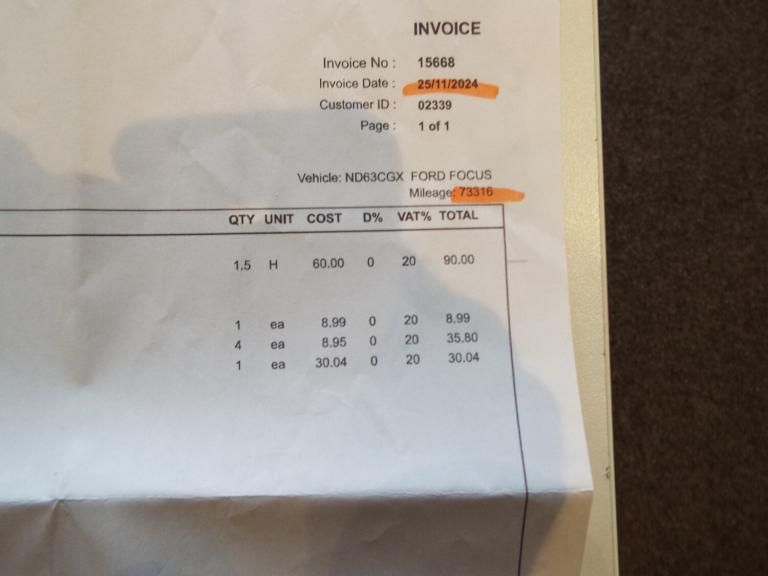 INVOICE
Invoice No : 15668
Invoice Date : 25/11/2024
Customer ID : 02339
Page : 1 of 1
Vehicle: ND63CGX FORD FOCUS
Mileage: 73316
QTY UNIT COST D% VAT% TOTAL
1.5 H 60.00 0 20 90.00
1 ea 8.99 0 20 8.99
4 ea 8.95 0 20 35.80
1 ea 30.04 0 20 30.04